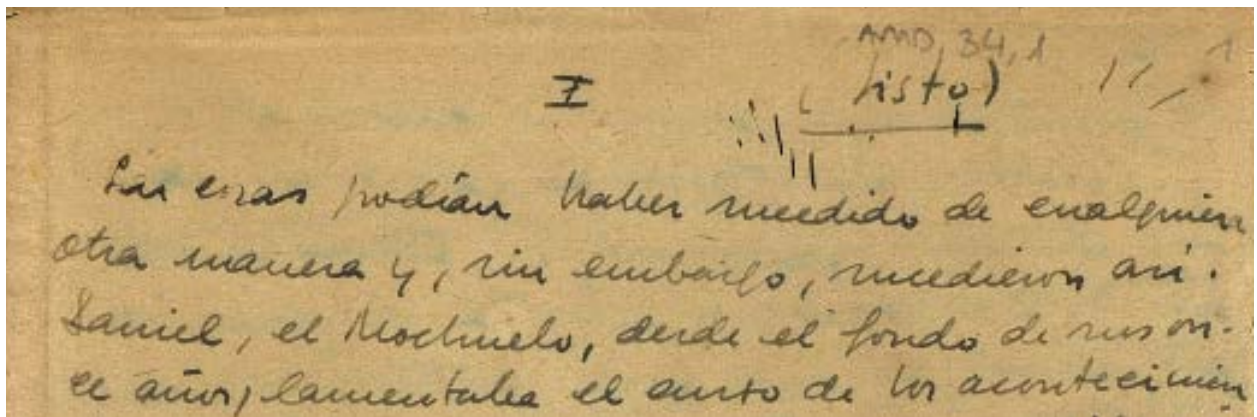 AMD, 34, 1
1
I
(Listo)
Las cosas podían haber sucedido de cualquier
otra manera y, sin embargo, sucedieron así.
Daniel, el Mochuelo, desde el fondo de sus on-
ce años, lamentaba el curso de los acontecimien